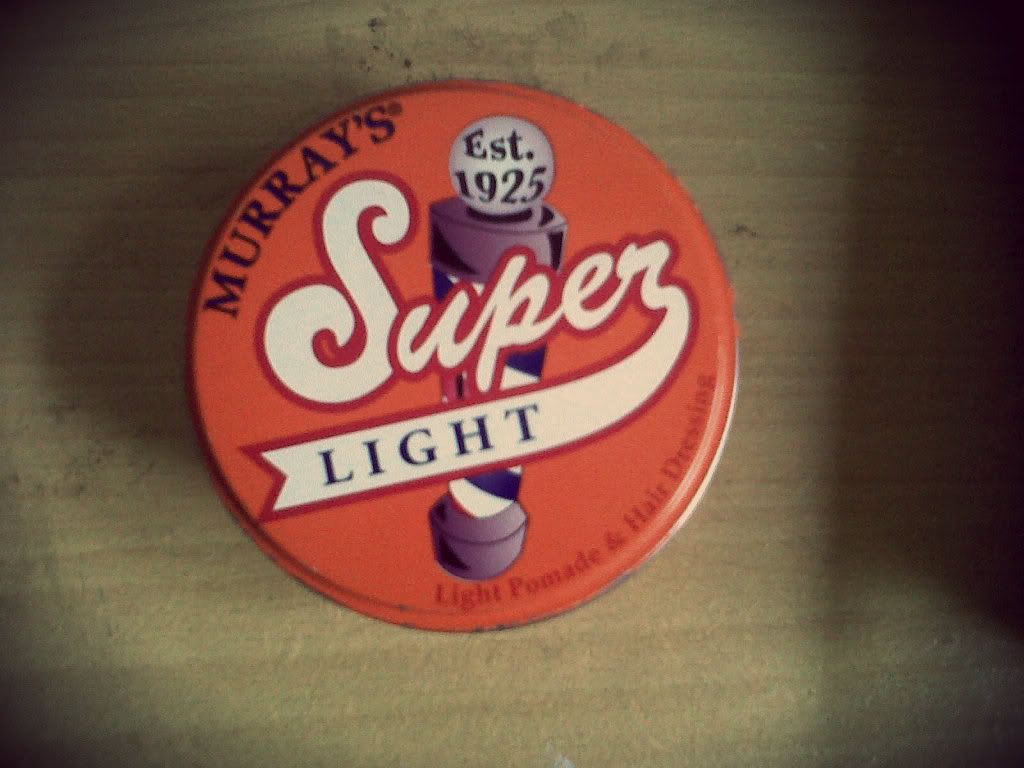 MURRAY'S®
Est.
1925
Super
LIGHT
Light Pomade & Hair Dressing